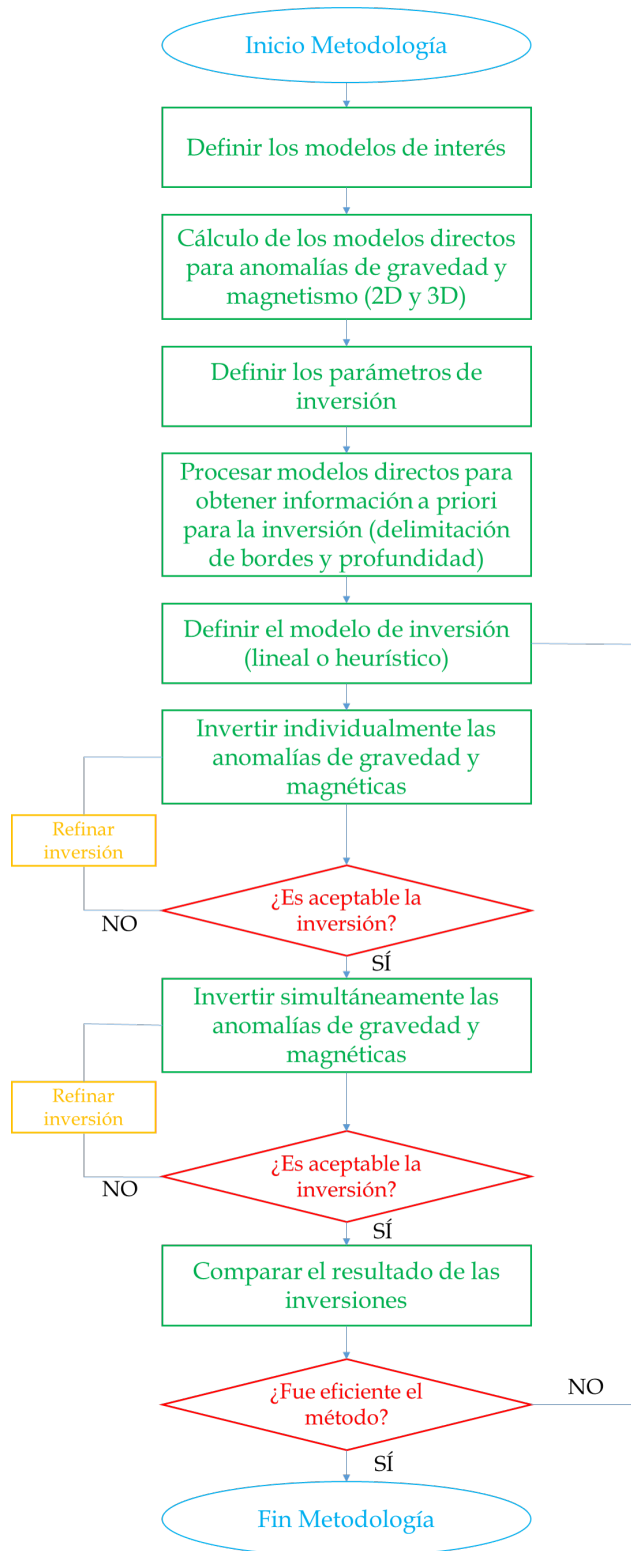 Inicio Metodología
Definir los modelos de interés
Cálculo de los modelos directos
para anomalías de gravedad y
magnetismo (2D y 3D)
Definir los parámetros de
inversión
Procesar modelos directos para
obtener información a priori
para la inversión (delimitación
de bordes y profundidad)
Definir el modelo de inversión
(lineal o heurístico)
Invertir individualmente las
anomalías de gravedad y
magnéticas
Refinar
inversión
¿Es aceptable la
inversión?
NO
SÍ
Invertir simultáneamente las
anomalías de gravedad y
magnéticas
Refinar
inversión
¿Es aceptable la
inversión?
NO
SÍ
Comparar el resultado de las
inversiones
¿Fue eficiente el
método?
NO
SÍ
Fin Metodología